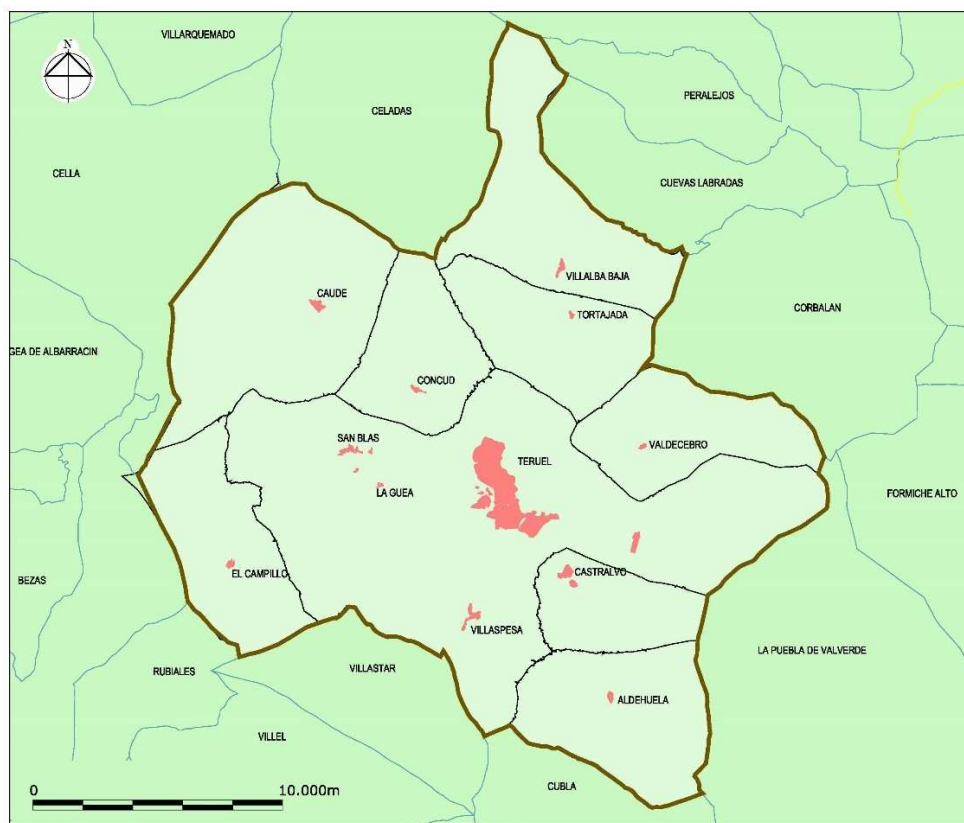 VILLARQUEMADO
N
CELADAS
PERALEJOS
CELLA
CUEVAS LABRADAS
VILLALBA BAJA
CAUDE
TORTAJADA
CORBALAN
GEA DE ALBARRACIN
CONCUD
SAN BLAS
VALDECEBRO
TERUEL
LA GUEA
FORMICHE ALTO
EL CAMPILLO
CASTRALVO
BEZAS
VILLASPESA
LA PUEBLA DE VALVERDE
RUBIALES
VILLASTAR
ALDEHUELA
VILLEL
CUBLA
0 10.000m